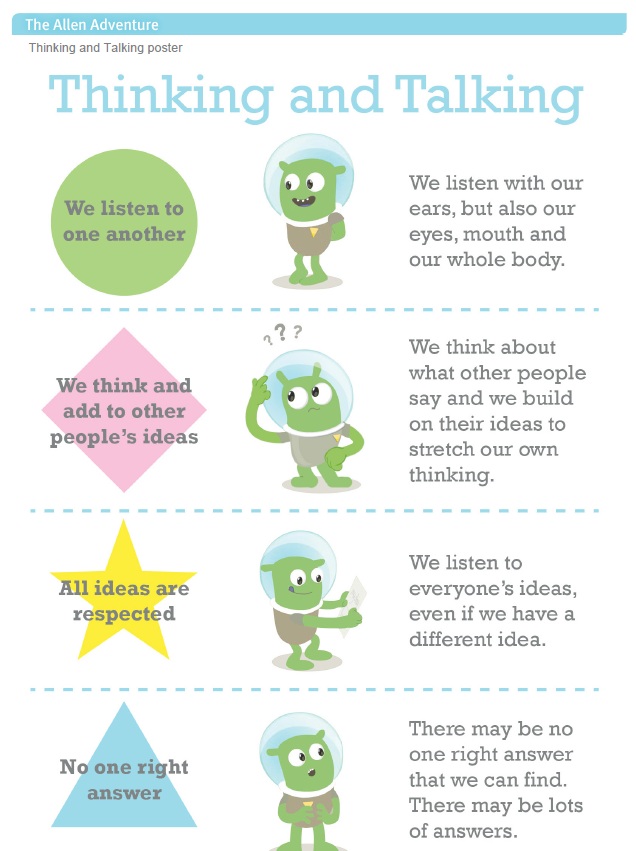 The Allen Adventure
Thinking and Talking poster
Thinking and Talking
We listen to
one another
We listen with our
ears, but also our
eyes, mouth and
our whole body.
???
We think and
add to other
people's ideas
We think about
what other people
say and we build
on their ideas to
stretch our own
thinking.
All ideas are
respected
We listen to
everyone's ideas,
even if we have a
different idea.
No one right
answer
There may be no
one right answer
that we can find.
There may be lots
of answers.